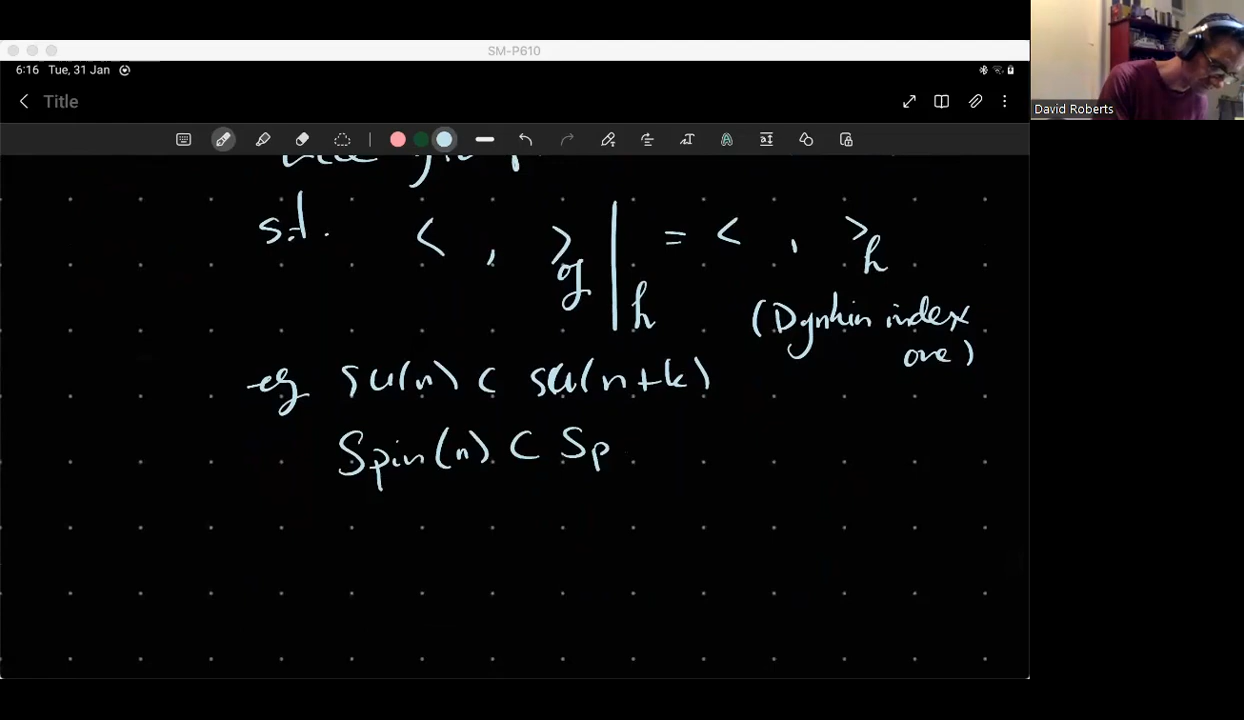 SM-P610
6:16 Tue, 31 Jan
Title
David Roberts
s.t. < , >g | h = < , >h
(Dynkin index
one)
eg SU(n) ⊂ SU(n+k)
Spin(n) ⊂ Sp